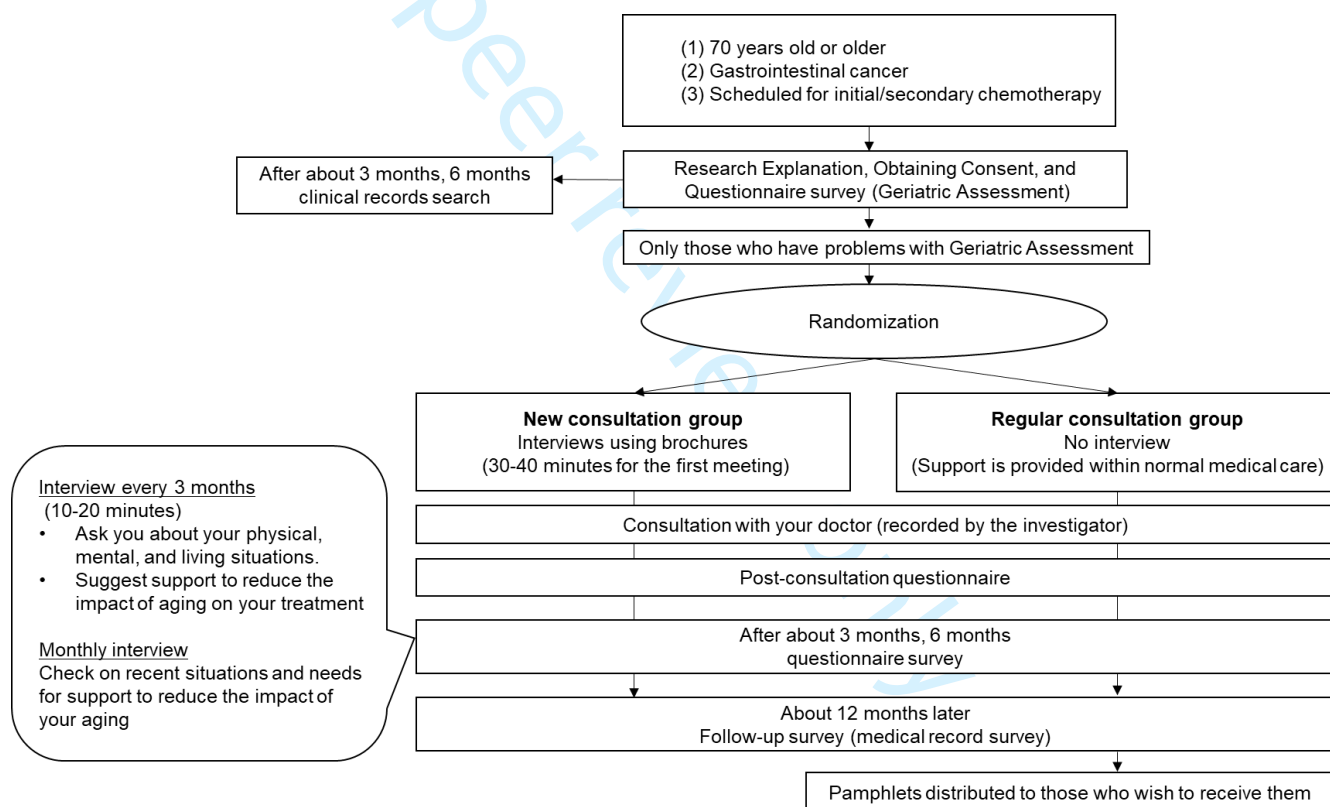 (1) 70 years old or older
(2) Gastrointestinal cancer
(3) Scheduled for initial/secondary chemotherapy
After about 3 months, 6 months
clinical records search
Research Explanation, Obtaining Consent, and
Questionnaire survey (Geriatric Assessment)
Only those who have problems with Geriatric Assessment
Randomization
New consultation group
Interviews using brochures
(30-40 minutes for the first meeting)
Regular consultation group
No interview
(Support is provided within normal medical care)
Interview every 3 months
(10-20 minutes)
• Ask you about your physical,
mental, and living situations.
• Suggest support to reduce the
impact of aging on your treatment
Monthly interview
Check on recent situations and needs
for support to reduce the impact of
your aging
Consultation with your doctor (recorded by the investigator)
Post-consultation questionnaire
After about 3 months, 6 months
questionnaire survey
About 12 months later
Follow-up survey (medical record survey)
Pamphlets distributed to those who wish to receive them
peer review only